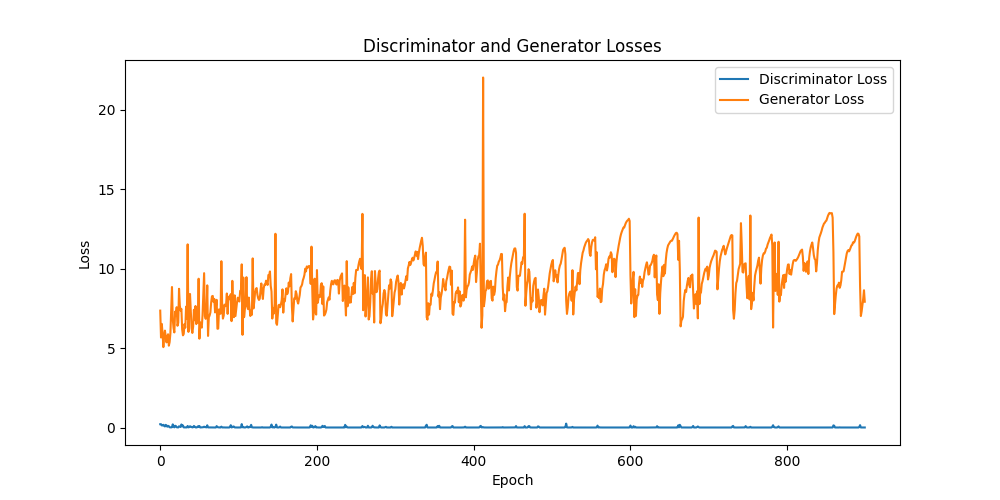 Discriminator and Generator Losses
Discriminator Loss
Generator Loss
Loss
20
15
10
5
0
0 200 400 600 800
Epoch